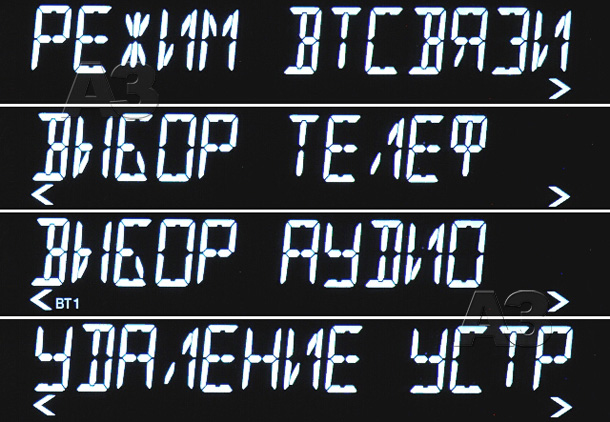 РЕЖИМ ВТСВЯЗИ
>
A3
ВЫБОР ТЕЛЕФ
< >
ВЫБОР АУДИО
< BT1 >
A3
УДАЛЕНИЕ УСТР
< >